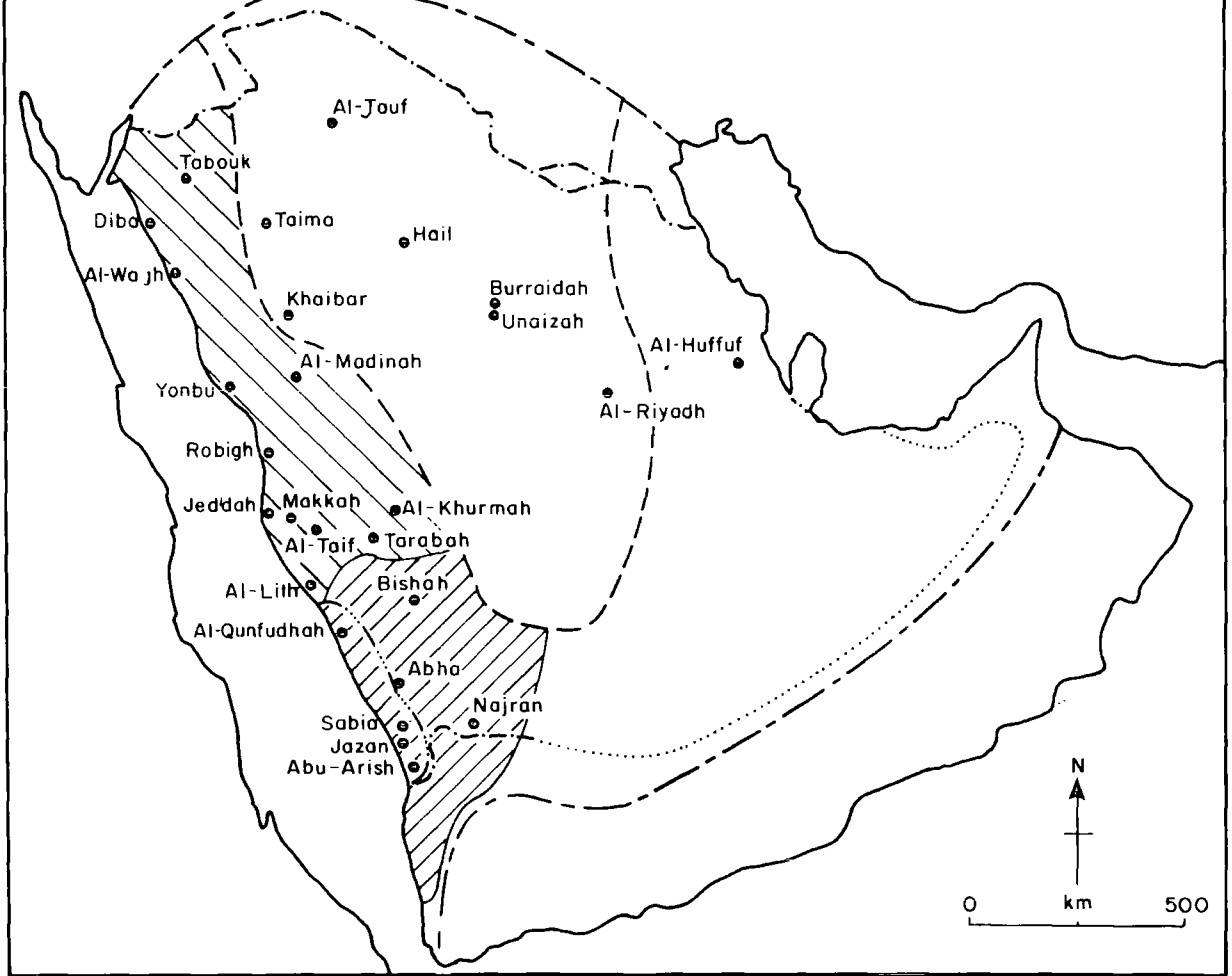 Al-Jouf
Tabouk
Diba
Taima
Hail
Al-Wajh
Khaibar
Burraidah
Unaizah
Al-Huffuf
Al-Madinah
Yonbu
Al-Riyadh
Robigh
Jeddah
Makkah
Al-Khurmah
Al-Taif
Tarabah
Al-Lith
Bishah
Al-Qunfudhah
Abha
Najran
Sabia
Jazan
Abu-Arish
N
0 km 500